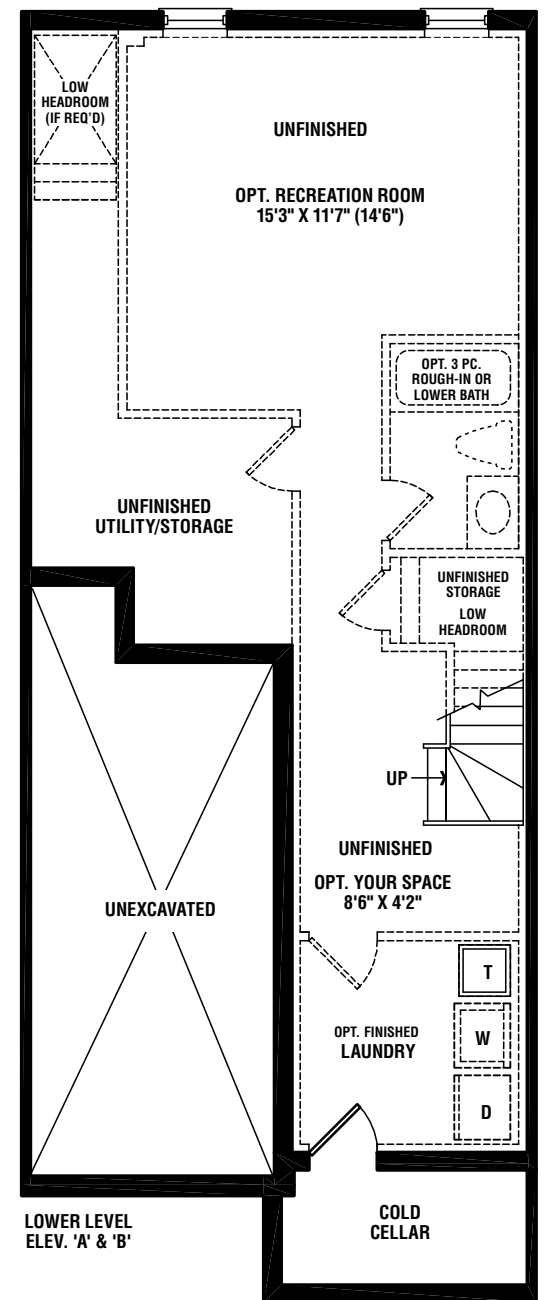 LOW
HEADROOM
(IF REQ'D)
UNFINISHED
OPT. RECREATION ROOM
15'3" X 11'7" (14'6")
OPT. 3 PC.
ROUGH-IN OR
LOWER BATH
UNFINISHED
UTILITY/STORAGE
UNFINISHED
STORAGE
LOW
HEADROOM
UP
UNFINISHED
OPT. YOUR SPACE
8'6" X 4'2"
UNEXCAVATED
T
OPT. FINISHED
LAUNDRY
W
D
COLD
CELLAR
LOWER LEVEL
ELEV. 'A' & 'B'